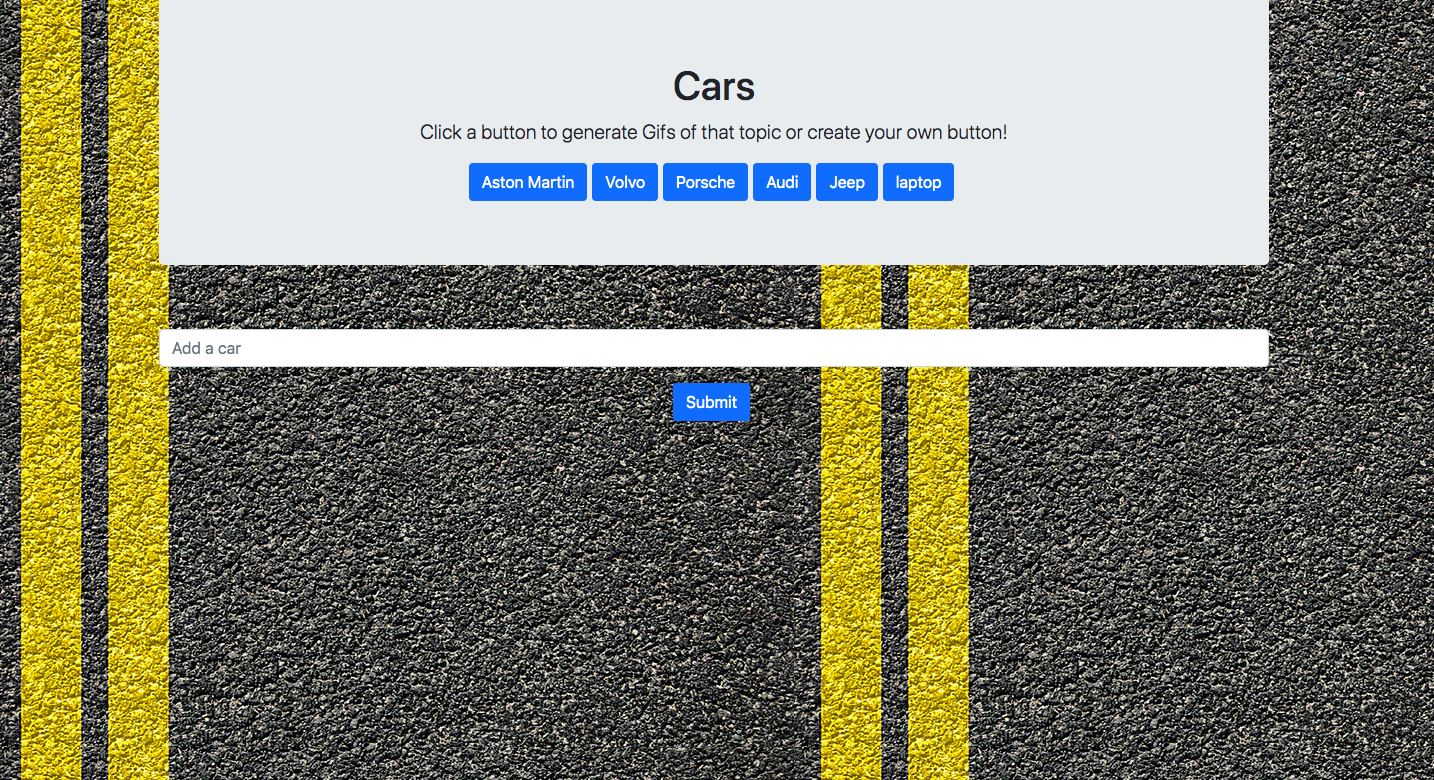 Cars
Click a button to generate Gifs of that topic or create your own button!
Aston Martin Volvo Porsche Audi Jeep laptop
Add a car
Submit